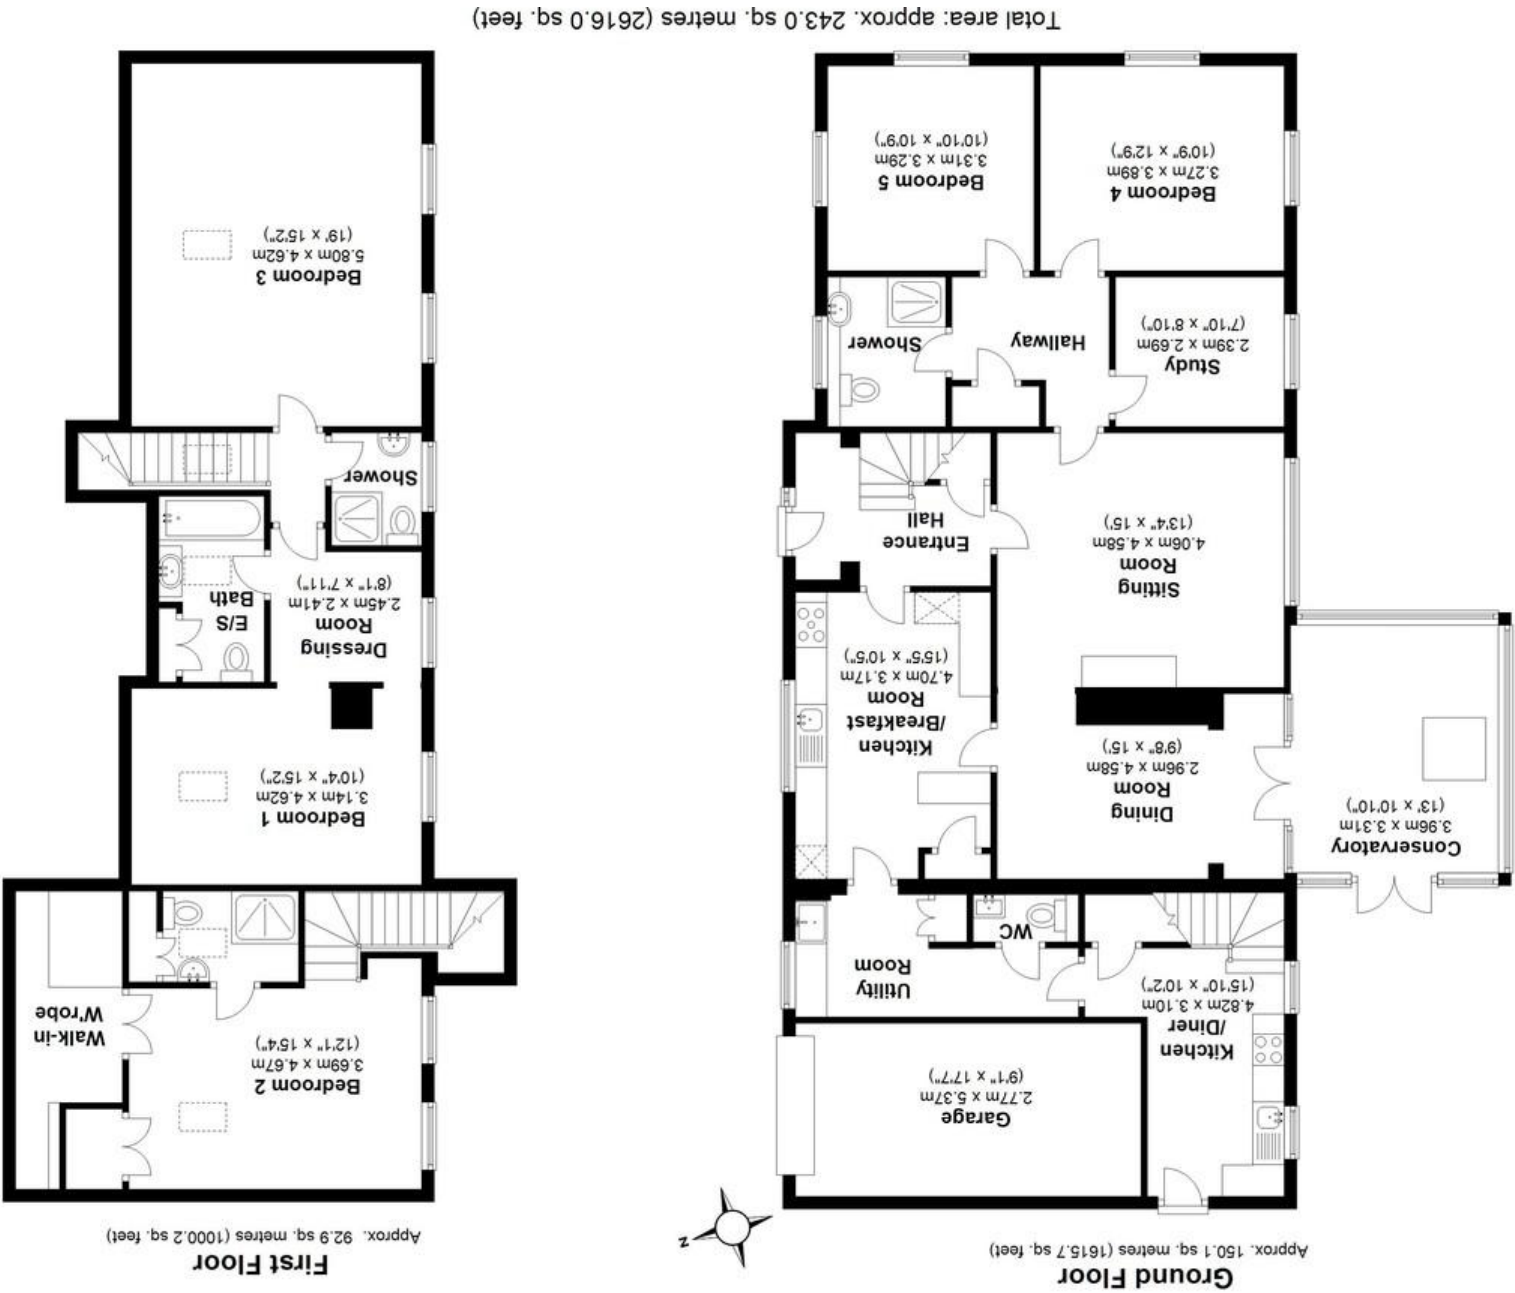 Ground Floor
Approx. 150.1 sq. metres (1615.7 sq. feet)
Kitchen
/Diner
4.82m x 3.10m
(15'10" x 10'2")
Garage
2.77m x 5.37m
(9'1" x 17'7")
Utility
Room
WC
Conservatory
3.96m x 3.31m
(13' x 10'10")
Dining
Room
2.96m x 4.58m
(9'8" x 15')
Kitchen
/Breakfast
Room
4.70m x 3.17m
(15'5" x 10'5")
Sitting
Room
4.06m x 4.58m
(13'4" x 15')
Entrance
Hall
Study
2.39m x 2.69m
(7'10" x 8'10")
Hallway
Shower
Bedroom 4
3.27m x 3.89m
(10'9" x 12'9")
Bedroom 5
3.31m x 3.29m
(10'10" x 10'9")
N
First Floor
Approx. 92.9 sq. metres (1000.2 sq. feet)
Bedroom 2
3.69m x 4.67m
(12'1" x 15'4")
Walk-in
W'robe
Bedroom 1
3.14m x 4.62m
(10'4" x 15'2")
Dressing
Room
2.45m x 2.41m
(8'1" x 7'11")
E/S
Bath
Shower
Bedroom 3
5.80m x 4.62m
(19' x 15'2")
Total area: approx. 243.0 sq. metres (2616.0 sq. feet)